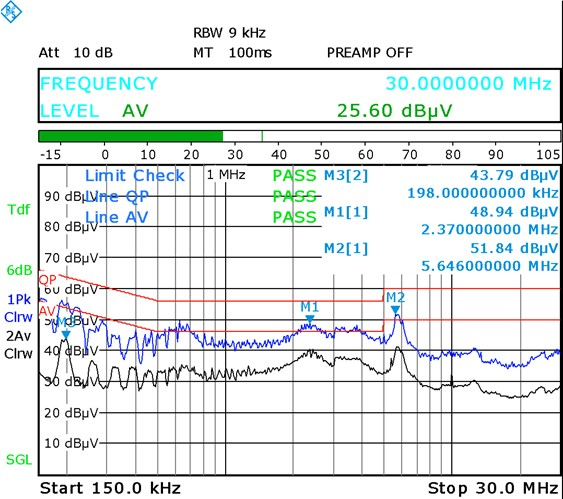 RBW 9 kHz
Att 10 dB MT 100ms PREAMP OFF
FREQUENCY 30.0000000 MHz
LEVEL AV 25.60 dBµV
-15 0 10 20 30 40 50 60 70 80 90 105
Limit Check 1 MHz PASS M3[2] 43.79 dBµV
90 dBµV Line QP PASS 198.000000000 kHz
Line AV PASS M1[1] 48.94 dBµV
Tdf
80 dBµV 2.370000000 MHz
70 dBµV M2[1] 51.84 dBµV
6dB 5.646000000 MHz
QP
60 dBµV
1Pk
Clrw
AV
M1
M2
50 dBµV
M3
2Av
Clrw
40 dBµV
30 dBµV
20 dBµV
10 dBµV
SGL
Start 150.0 kHz Stop 30.0 MHz